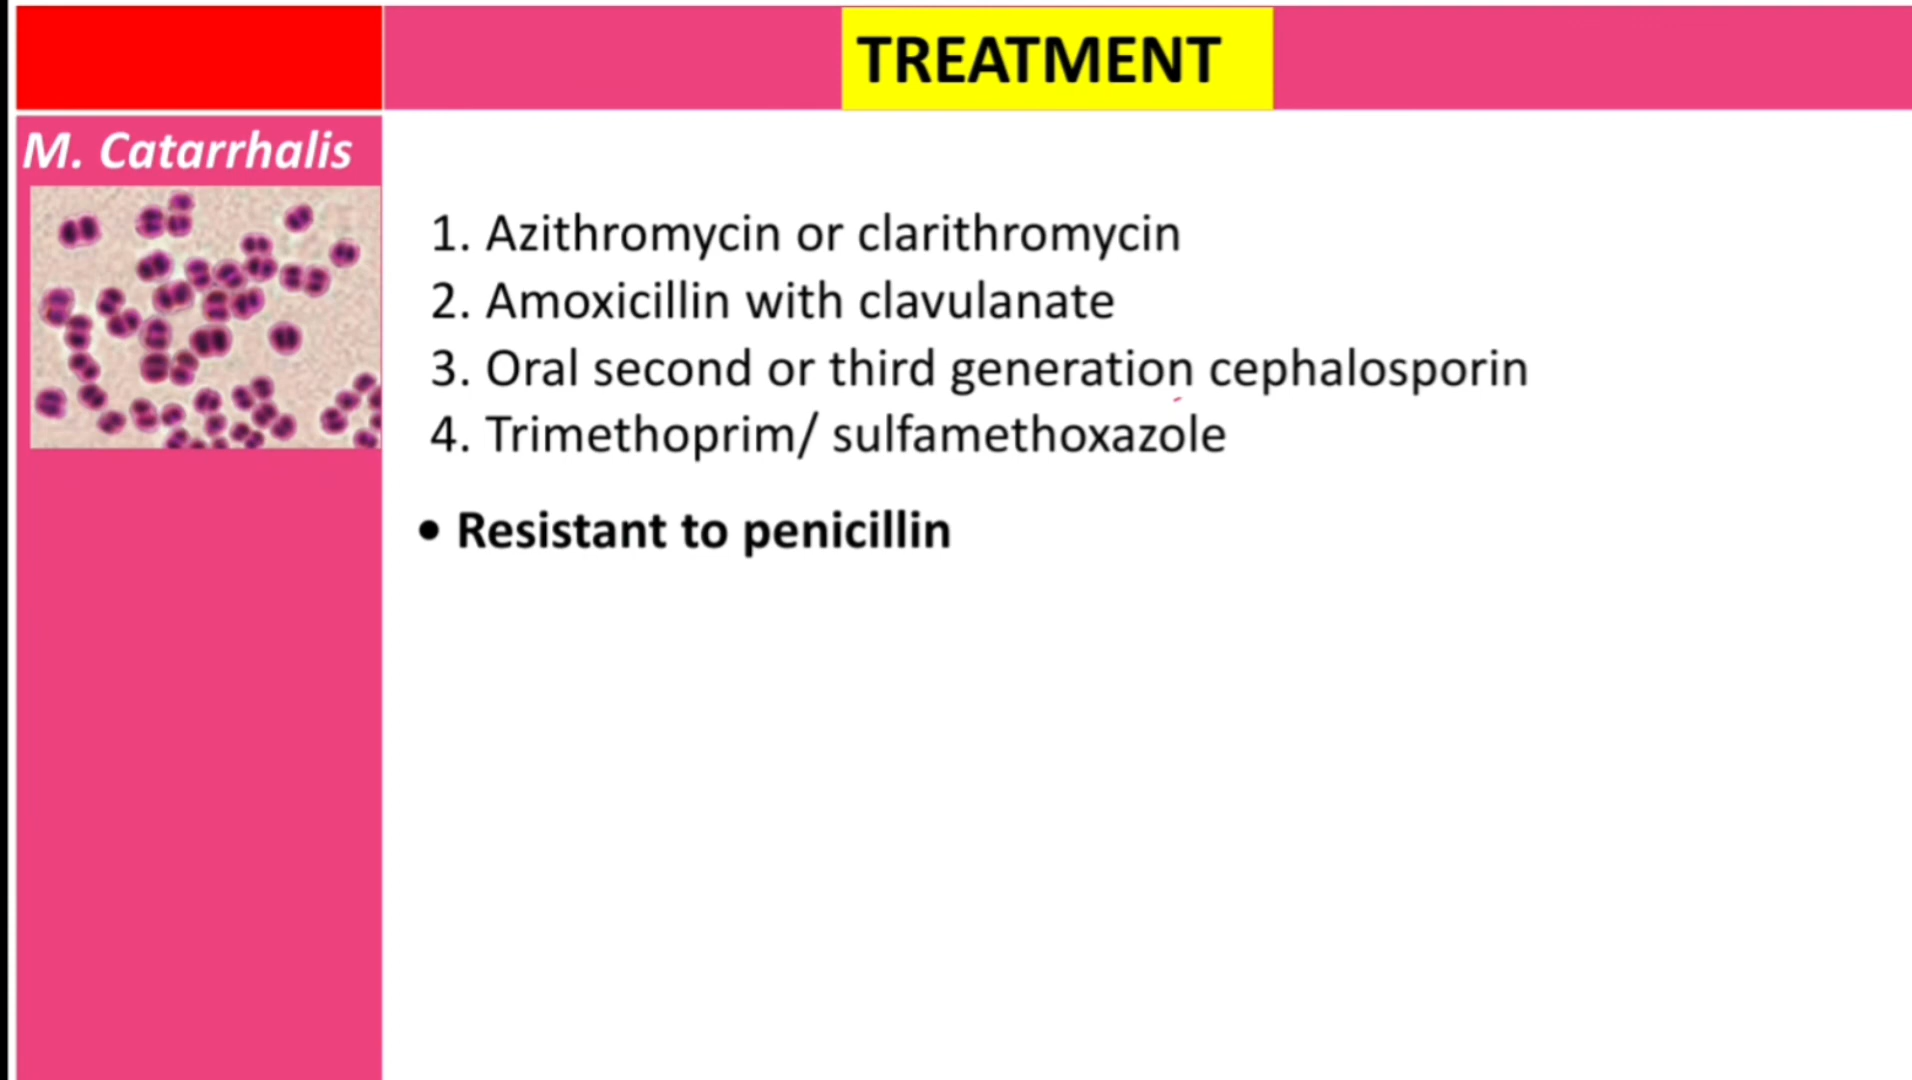 TREATMENT
M. Catarrhalis
1. Azithromycin or clarithromycin
2. Amoxicillin with clavulanate
3. Oral second or third generation cephalosporin
4. Trimethoprim/ sulfamethoxazole
• Resistant to penicillin